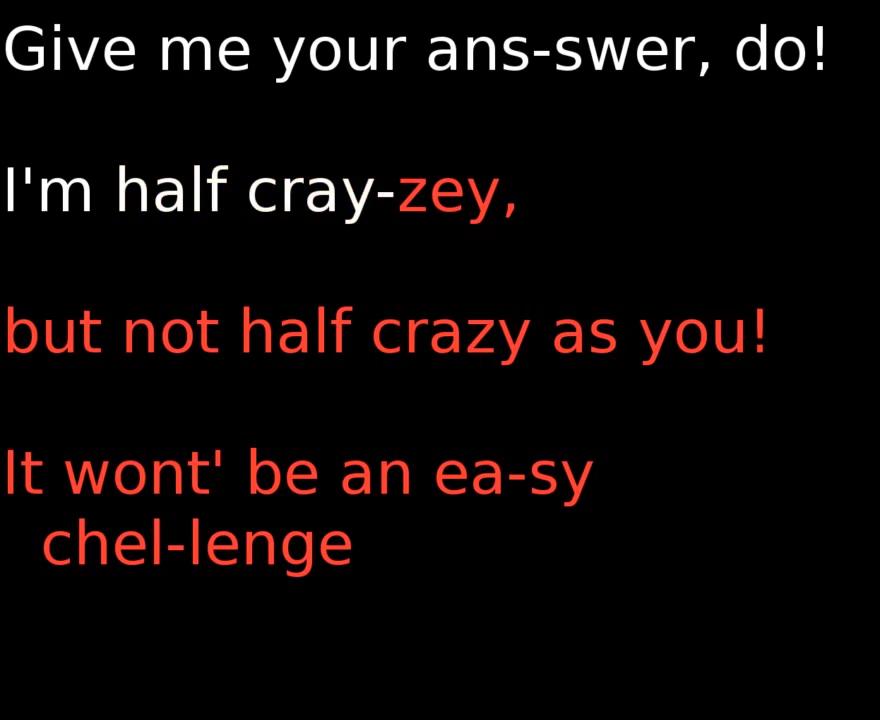 Give me your ans-swer, do!
I'm half cray-zey,
but not half crazy as you!
It wont' be an ea-sy
chel-lenge